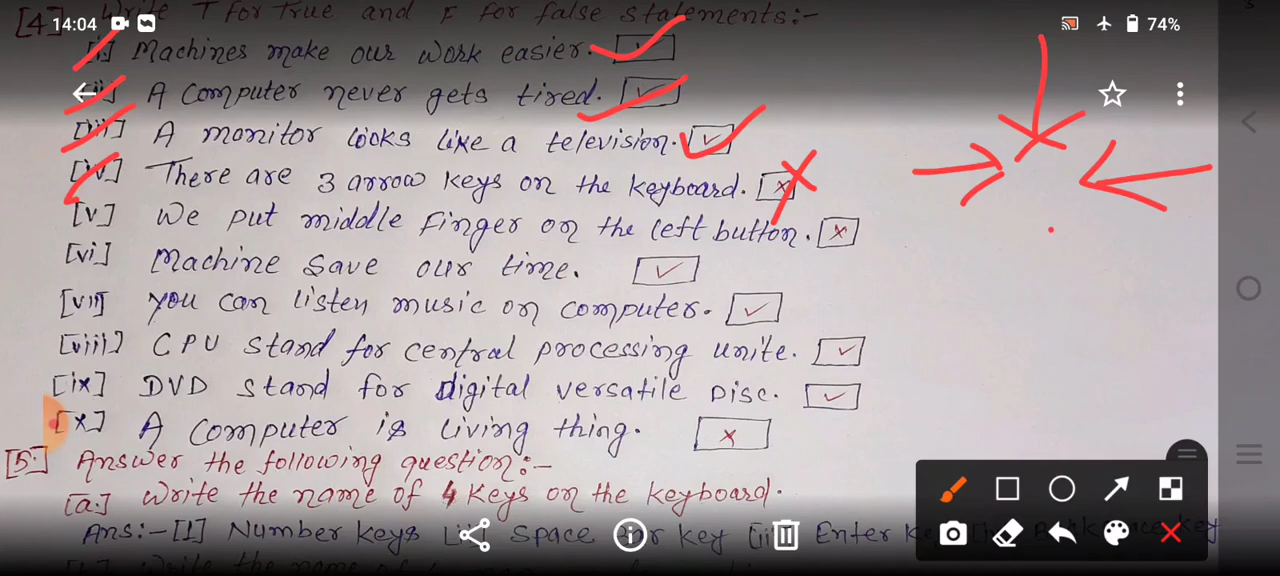 14:04 74%
[4] Write T for True and F for false statements:-
[i] Machines make our work easier. ✓
[ii] A computer never gets tired. ✓
[iii] A monitor looks like a television. ✓
[iv] There are 3 arrow keys on the keyboard. ×
[v] We put middle finger on the left button. ×
[vi] Machine save our time. ✓
[vii] you can listen music on computer. ✓
[viii] CPU stand for central processing unite. ✓
[ix] DVD stand for digital versatile Disc. ✓
[x] A computer is living thing. ×
[5.] Answer the following question:-
[a.] Write the name of 4 keys on the keyboard.
Ans:- [1] Number keys Space Bar key Enter key